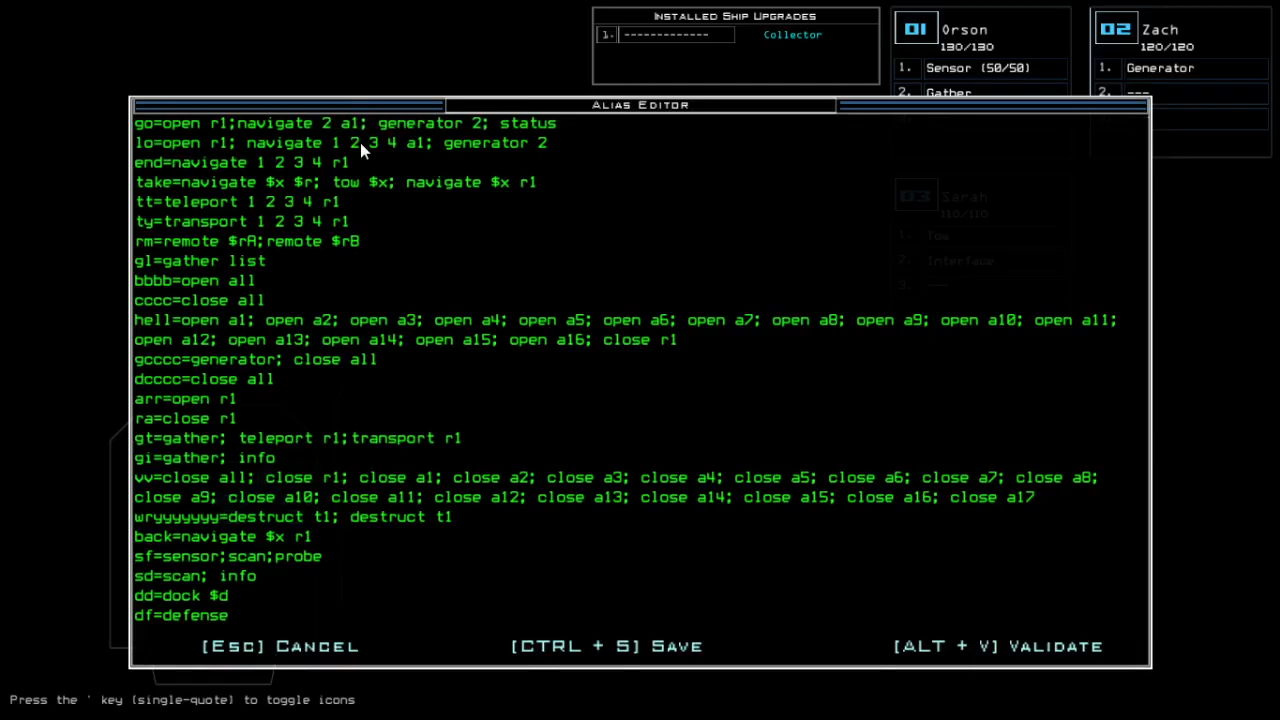 Installed Ship Upgrades
1. ------------- Collector
01 Orson
130/130
1. Sensor (50/50)
2. Gather
02 Zach
120/120
1. Generator
2. ---
03 Sarah
110/110
1. Tow
2. Interface
3. ---
Alias Editor
go=open r1;navigate 2 a1; generator 2; status
lo=open r1; navigate 1 2 3 4 a1; generator 2
end=navigate 1 2 3 4 r1
take=navigate $x $r; tow $x; navigate $x r1
tt=teleport 1 2 3 4 r1
ty=transport 1 2 3 4 r1
rm=remote $rA;remote $rB
gl=gather list
bbbb=open all
cccc=close all
hell=open a1; open a2; open a3; open a4; open a5; open a6; open a7; open a8; open a9; open a10; open a11;
open a12; open a13; open a14; open a15; open a16; close r1
gcccc=generator; close all
dcccc=close all
arr=open r1
ra=close r1
gt=gather; teleport r1;transport r1
gi=gather; info
vv=close all; close r1; close a1; close a2; close a3; close a4; close a5; close a6; close a7; close a8;
close a9; close a10; close a11; close a12; close a13; close a14; close a15; close a16; close a17
wryyyyyyy=destruct t1; destruct t1
back=navigate $x r1
sf=sensor;scan;probe
sd=scan; info
dd=dock $d
df=defense
[Esc] Cancel [CTRL + S] Save [ALT + V] Validate
Press the ' key (single-quote) to toggle icons